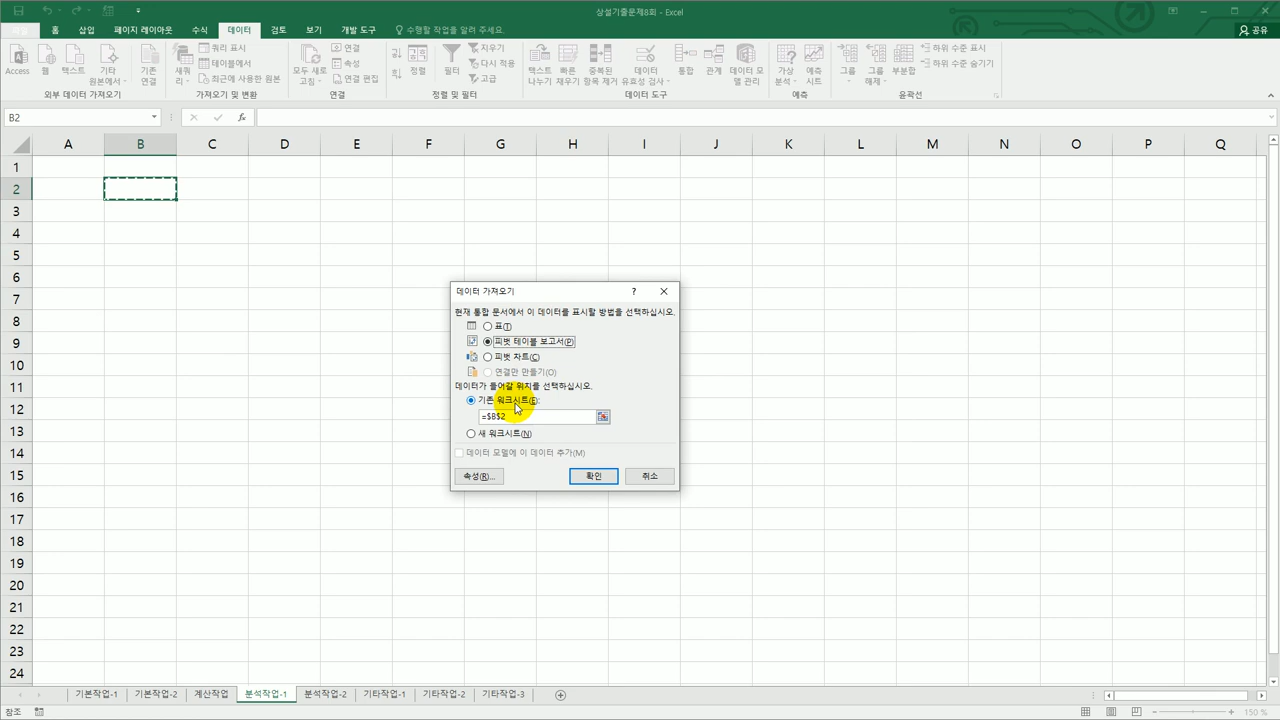 상설기출문제8회 - Excel
홈 삽입 페이지 레이아웃 수식 데이터 검토 보기 개발 도구 수행할 작업을 알려 주세요. 공유
Access 웹 텍스트 기타 원본에서 기존 연결 새 쿼리 쿼리 표시 테이블에서 최근에 사용한 원본 모두 새로 고침 연결 속성 연결 편집 정렬 필터 지우기 다시 적용 고급 텍스트 나누기 빠른 채우기 중복된 항목 제거 데이터 유효성 검사 통합 관계 데이터 모델 관리 가상 분석 예측 시트 그룹 그룹 해제 부분합 하위 수준 표시 하위 수준 숨기기
외부 데이터 가져오기 가져오기 및 변환 연결 정렬 및 필터 데이터 도구 예측 윤곽선
B2 fx
A B C D E F G H I J K L M N O P Q
1
2
3
4
5
6
7
8
9
10
11
12
13
14
15
16
17
18
19
20
21
22
23
24
데이터 가져오기 ?
현재 통합 문서에서 이 데이터를 표시할 방법을 선택하십시오.
표(T)
피벗 테이블 보고서(P)
피벗 차트(C)
연결만 만들기(O)
데이터가 들어갈 위치를 선택하십시오.
기존 워크시트(E):
=$B$2
새 워크시트(N)
데이터 모델에 이 데이터 추가(M)
속성(R)... 확인 취소
기본작업-1 기본작업-2 계산작업 분석작업-1 분석작업-2 기타작업-1 기타작업-2 기타작업-3
참조 150 %